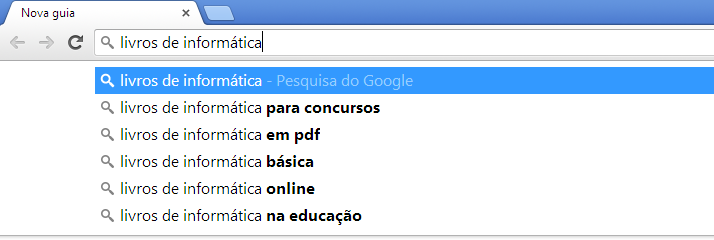 Nova guia
livros de informática
livros de informática - Pesquisa do Google
livros de informática para concursos
livros de informática em pdf
livros de informática básica
livros de informática online
livros de informática na educação